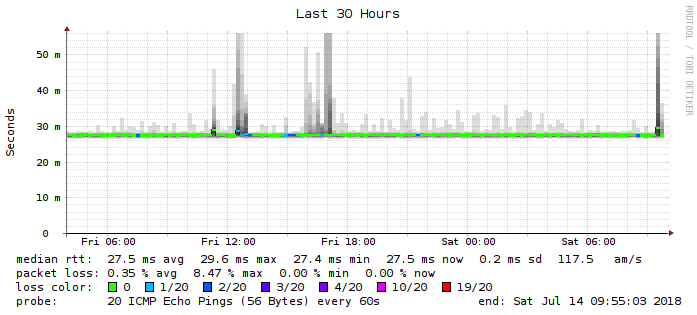 Last 30 Hours
RRDTOOL / TOBI OETIKER
Seconds
50 m
40 m
30 m
20 m
10 m
0
Fri 06:00 Fri 12:00 Fri 18:00 Sat 00:00 Sat 06:00
median rtt: 27.5 ms avg 29.6 ms max 27.4 ms min 27.5 ms now 0.2 ms sd 117.5 am/s
packet loss: 0.35 % avg 8.47 % max 0.00 % min 0.00 % now
loss color: 0 1/20 2/20 3/20 4/20 10/20 19/20
probe: 20 ICMP Echo Pings (56 Bytes) every 60s end: Sat Jul 14 09:55:03 2018